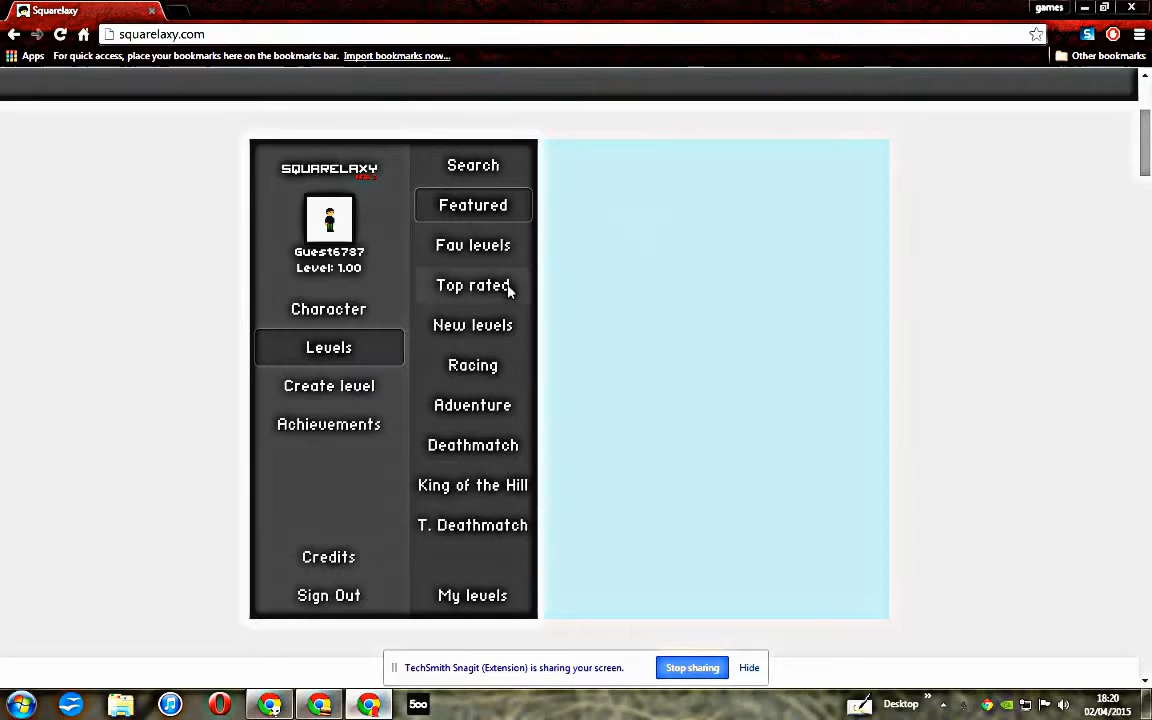 Squarelaxy
games
squarelaxy.com
Apps For quick access, place your bookmarks here on the bookmarks bar. Import bookmarks now... Other bookmarks
SQUARELAXY
Guest6787
Level: 1.00
Character
Levels
Create level
Achievements
Credits
Sign Out
Search
Featured
Fav levels
Top rated
New levels
Racing
Adventure
Deathmatch
King of the Hill
T. Deathmatch
My levels
TechSmith Snagit (Extension) is sharing your screen. Stop sharing Hide
5oo
Desktop
18:20
02/04/2015